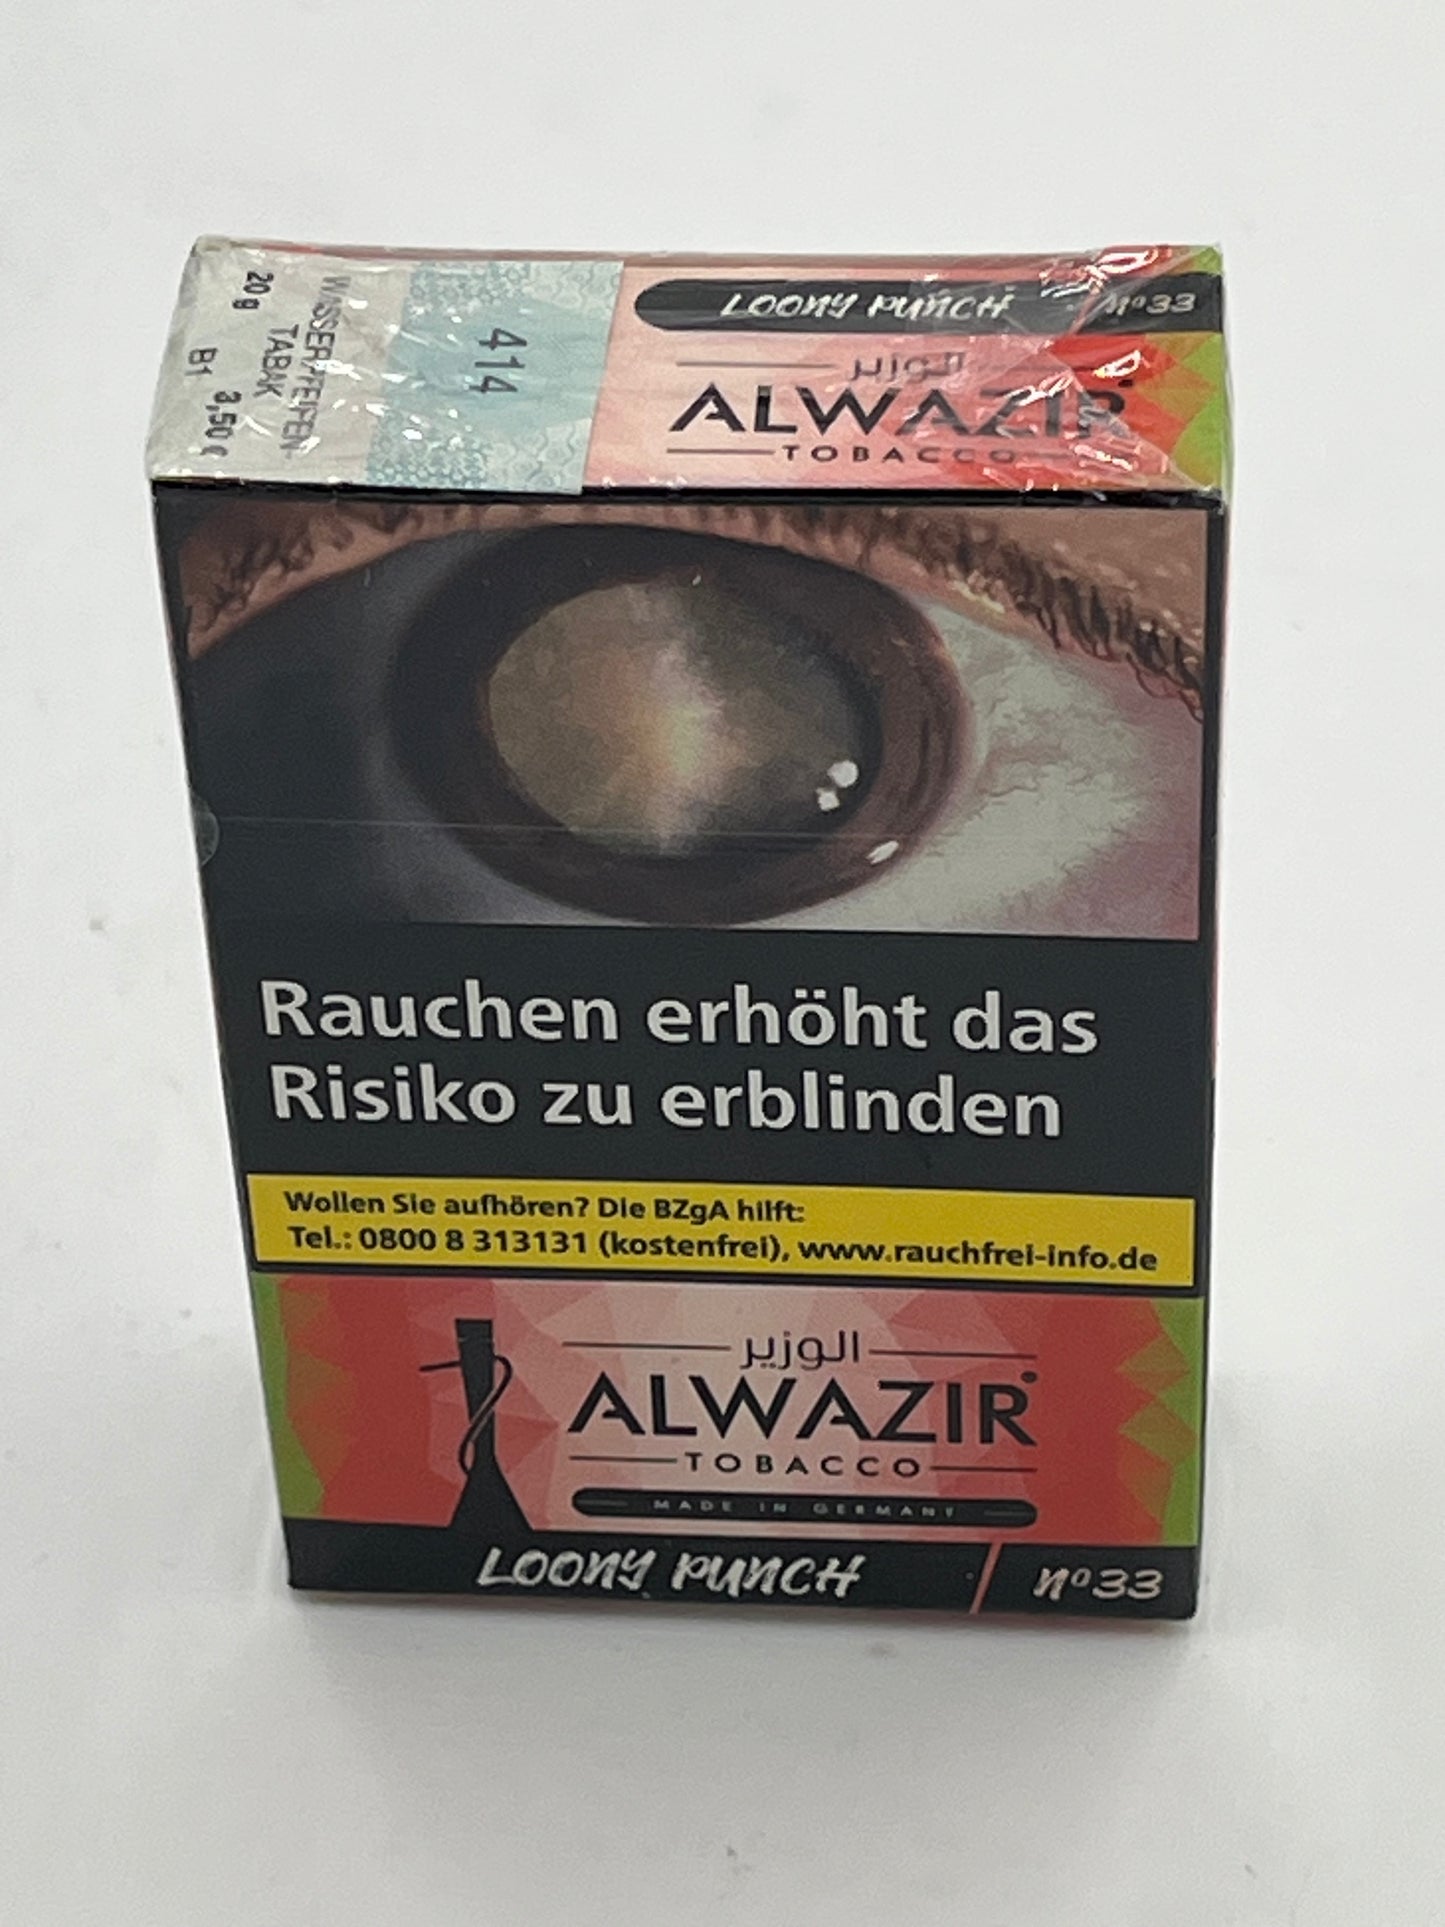 20 g
WASSERPFEIFEN-
TABAK
B1 3,50 €
414
LOONY PUNCH nº33
الوزير
ALWAZIR
TOBACCO
Rauchen erhöht das
Risiko zu erblinden
Wollen Sie aufhören? Die BZgA hilft:
Tel.: 0800 8 313131 (kostenfrei), www.rauchfrei-info.de
الوزير
ALWAZIR
TOBACCO
MADE IN GERMANY
LOONY PUNCH nº33